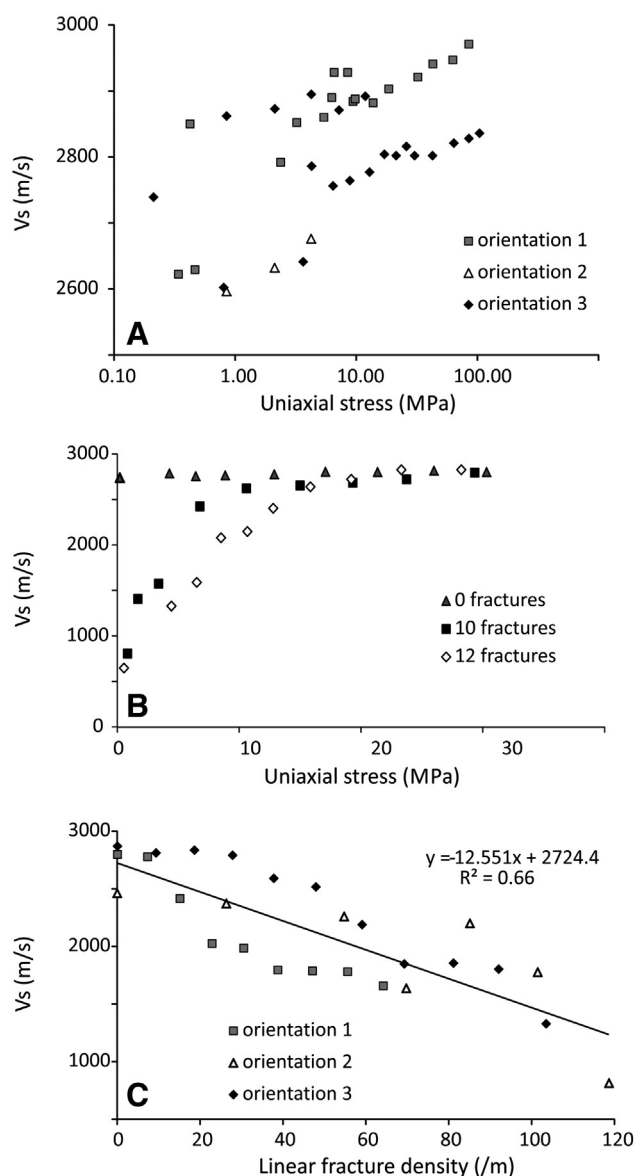 3000
2800
2600
Vs (m/s)
orientation 1
orientation 2
orientation 3
A
0.10 1.00 10.00 100.00
Uniaxial stress (MPa)
3000
2000
1000
0
Vs (m/s)
0 fractures
10 fractures
12 fractures
B
0 10 20 30
Uniaxial stress (MPa)
3000
2000
1000
Vs (m/s)
y =-12.551x + 2724.4
R² = 0.66
orientation 1
orientation 2
orientation 3
C
0 20 40 60 80 100 120
Linear fracture density (/m)